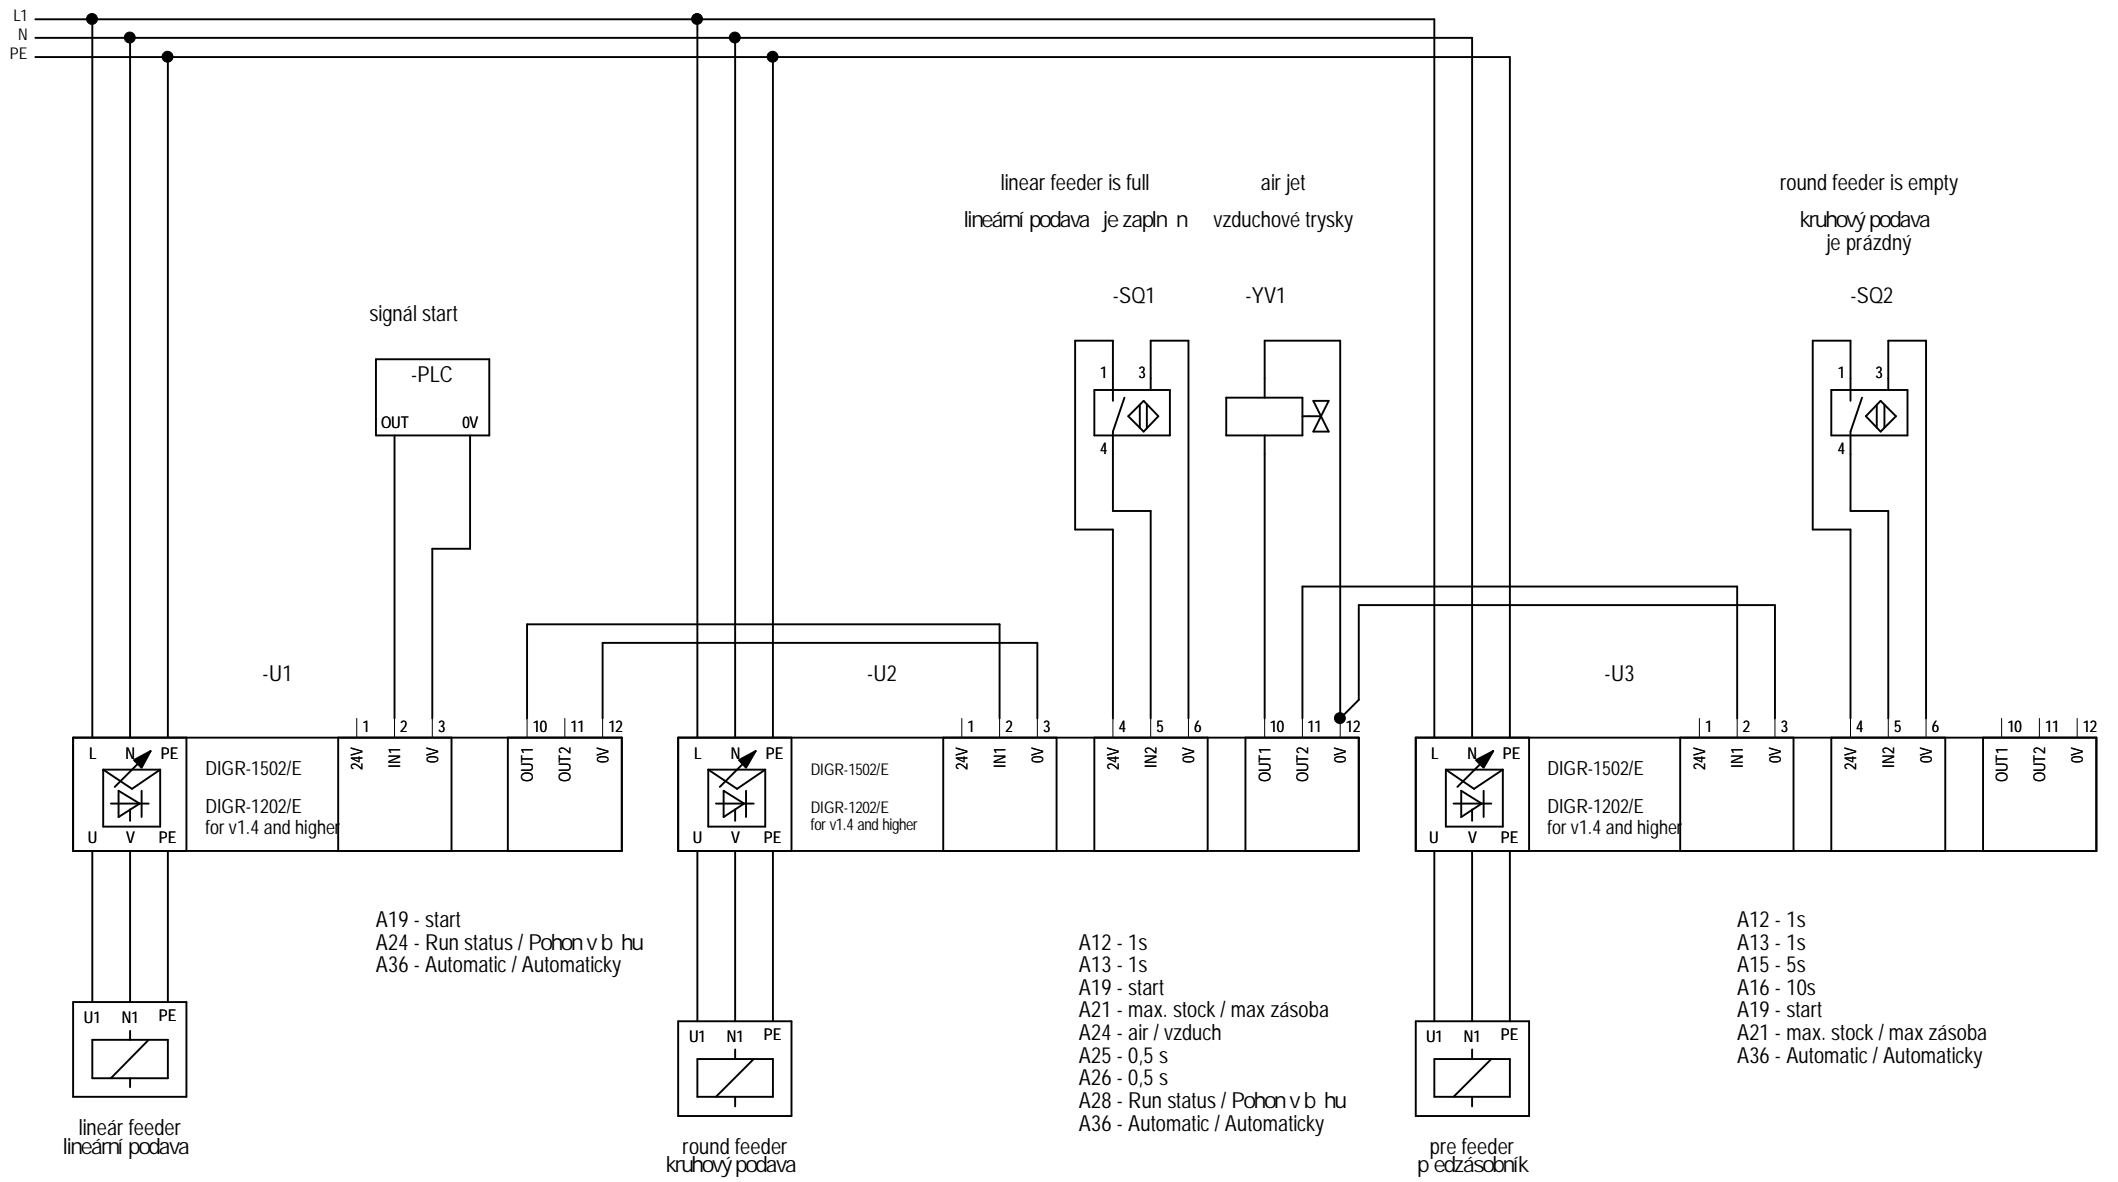 L1
N
PE
linear feeder is full
lineární podava je zapln n
air jet
vzduchové trysky
round feeder is empty
kruhový podava
je prázdný
signál start
-SQ1
-YV1
-SQ2
-PLC
OUT 0V
1 3
4
1 3
4
-U1
-U2
-U3
1 2 3 10 11 12
24V IN1 0V OUT1 OUT2 0V
L N PE
DIGR-1502/E
DIGR-1202/E
for v1.4 and higher
U V PE
1 2 3 4 5 6 10 11 12
24V IN1 0V 24V IN2 0V OUT1 OUT2 0V
L N PE
DIGR-1502/E
DIGR-1202/E
for v1.4 and higher
U V PE
1 2 3 4 5 6 10 11 12
24V IN1 0V 24V IN2 0V OUT1 OUT2 0V
L N PE
DIGR-1502/E
DIGR-1202/E
for v1.4 and higher
U V PE
A19 - start
A24 - Run status / Pohon v b hu
A36 - Automatic / Automaticky
A12 - 1s
A13 - 1s
A19 - start
A21 - max. stock / max zásoba
A24 - air / vzduch
A25 - 0,5 s
A26 - 0,5 s
A28 - Run status / Pohon v b hu
A36 - Automatic / Automaticky
A12 - 1s
A13 - 1s
A15 - 5s
A16 - 10s
A19 - start
A21 - max. stock / max zásoba
A36 - Automatic / Automaticky
U1 N1 PE
lineár feeder
lineární podava
U1 N1 PE
round feeder
kruhový podava
U1 N1 PE
pre feeder
p edzásobník